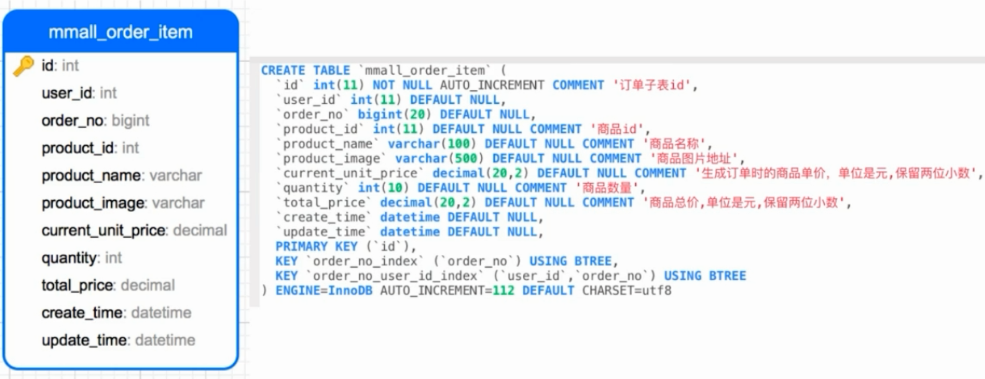 mmall_order_item
id: int
user_id: int
order_no: bigint
product_id: int
product_name: varchar
product_image: varchar
current_unit_price: decimal
quantity: int
total_price: decimal
create_time: datetime
update_time: datetime
CREATE TABLE `mmall_order_item` (
`id` int(11) NOT NULL AUTO_INCREMENT COMMENT '订单子表id',
`user_id` int(11) DEFAULT NULL,
`order_no` bigint(20) DEFAULT NULL,
`product_id` int(11) DEFAULT NULL COMMENT '商品id',
`product_name` varchar(100) DEFAULT NULL COMMENT '商品名称',
`product_image` varchar(500) DEFAULT NULL COMMENT '商品图片地址',
`current_unit_price` decimal(20,2) DEFAULT NULL COMMENT '生成订单时的商品单价，单位是元,保留两位小数',
`quantity` int(10) DEFAULT NULL COMMENT '商品数量',
`total_price` decimal(20,2) DEFAULT NULL COMMENT '商品总价,单位是元,保留两位小数',
`create_time` datetime DEFAULT NULL,
`update_time` datetime DEFAULT NULL,
PRIMARY KEY (`id`),
KEY `order_no_index` (`order_no`) USING BTREE,
KEY `order_no_user_id_index` (`user_id`,`order_no`) USING BTREE
) ENGINE=InnoDB AUTO_INCREMENT=112 DEFAULT CHARSET=utf8